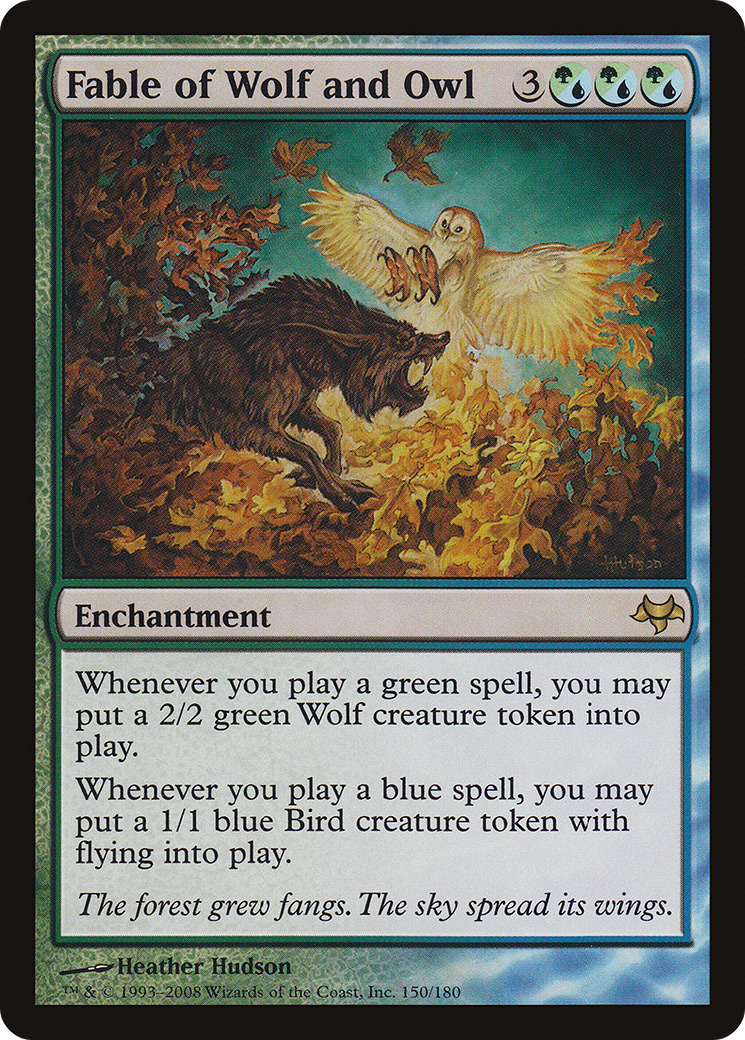 Fable of Wolf and Owl 3
Hudson
Enchantment
Whenever you play a green spell, you may
put a 2/2 green Wolf creature token into
play.
Whenever you play a blue spell, you may
put a 1/1 blue Bird creature token with
flying into play.
The forest grew fangs. The sky spread its wings.
Heather Hudson
™ & © 1993–2008 Wizards of the Coast, Inc. 150/180